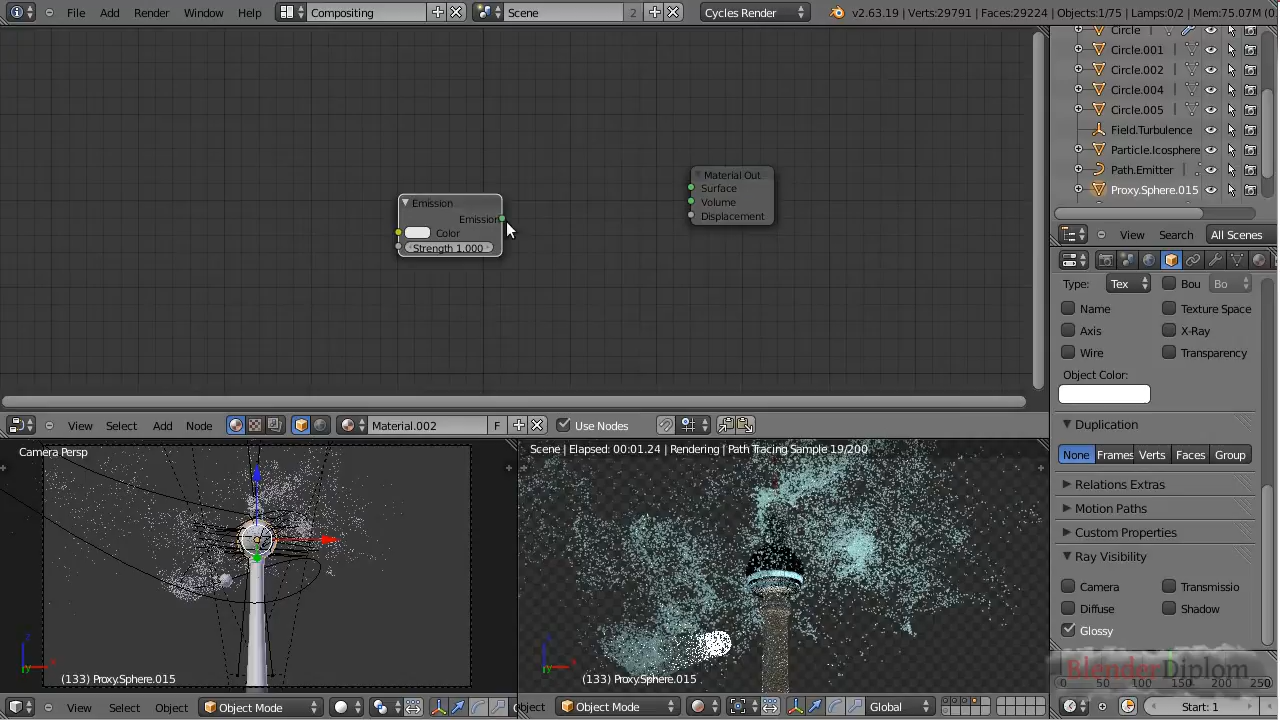 File Add Render Window Help Compositing Scene 2 Cycles Render v2.63.19 | Verts:29791 | Faces:29224 | Objects:1/75 | Lamps:0/2 | Mem:75.07M (0
Circle
Circle.001
Circle.002
Circle.004
Circle.005
Field.Turbulence
Particle.Icosphere
Path.Emitter
Proxy.Sphere.015
View Search All Scenes
Emission
Emission
Color
Strength 1.000
Material Out
Surface
Volume
Displacement
Type: Tex Bou Bo
Name Texture Space
Axis X-Ray
Wire Transparency
Object Color:
Duplication
None Frames Verts Faces Group
Relations Extras
Motion Paths
Custom Properties
Ray Visibility
Camera Transmissio
Diffuse Shadow
Glossy
View Select Add Node Material.002 F Use Nodes
Camera Persp
(133) Proxy.Sphere.015
Scene | Elapsed: 00:01.24 | Rendering | Path Tracing Sample 19/200
(133) Proxy.Sphere.015
BlenderDiplom
0 50 100 150 200 250
View Select Object Object Mode
Object Object Mode Global
Start: 1